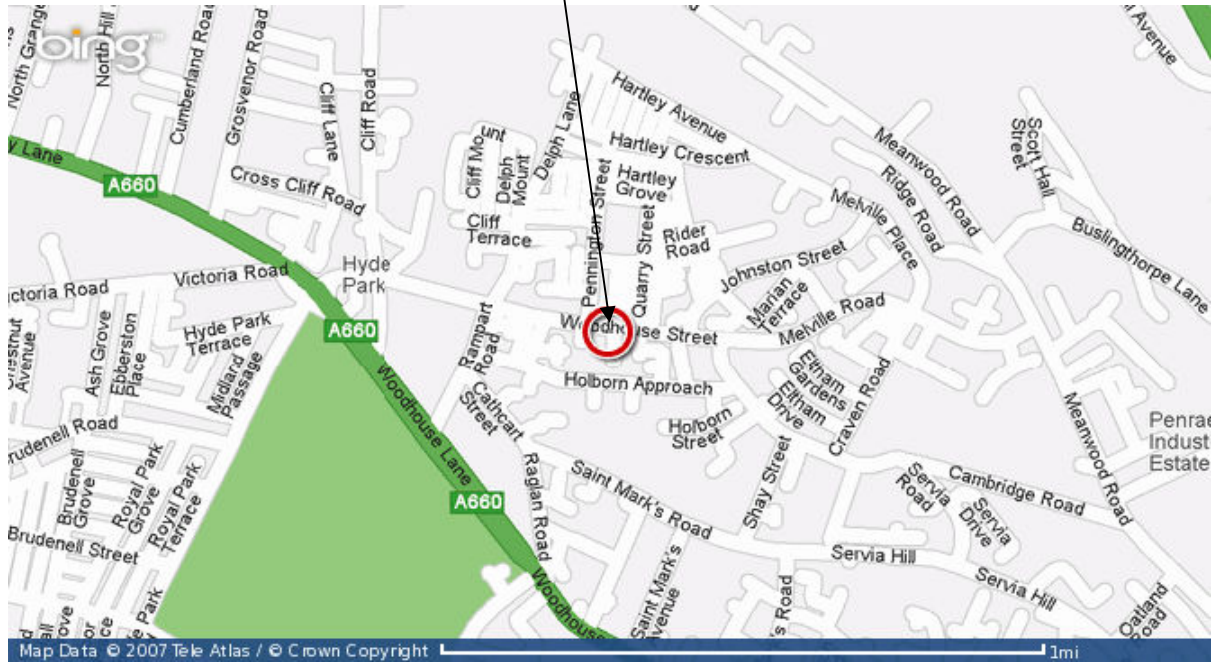 bing
North Grange
North Hill
Cumberland Road
Grosvenor Road
Cliff Lane
Cliff Road
Cliff Mount
Delph Mount
Delph Lane
Hartley Avenue
Hartley Crescent
Hartley Grove
Meanwood Road
Ridge Road
Scott Hall Street
Avenue
Buslingthorpe Lane
y Lane
A660
Cross Cliff Road
Cliff Terrace
Pennington Street
Quarry Street
Rider Road
Melville Place
Johnston Street
Marian Terrace
Melville Road
Victoria Road
ictoria Road
Hyde Park
A660
Hyde Park Terrace
Midland Passage
Chestnut Avenue
Ash Grove
Ebberston Place
Rampart Road
Woodhouse Street
Holborn Approach
Holborn Street
Eltham Gardens
Eltham Drive
Craven Road
Meanwood Road
Penrae
Indust
Estate
Woodhouse Lane
A660
Cathcart Street
Raglan Road
Saint Mark's Road
Shay Street
Cambridge Road
Servia Road
Servia Drive
Servia Hill
Servia Hill
Oatland Road
rudenell Road
Brudenell Grove
Royal Park Grove
Royal Park Terrace
Brudenell Street
Grove
e Park
Woodhouse
Saint Mark's Avenue
's Road
Map Data © 2007 Tele Atlas / © Crown Copyright
1mi